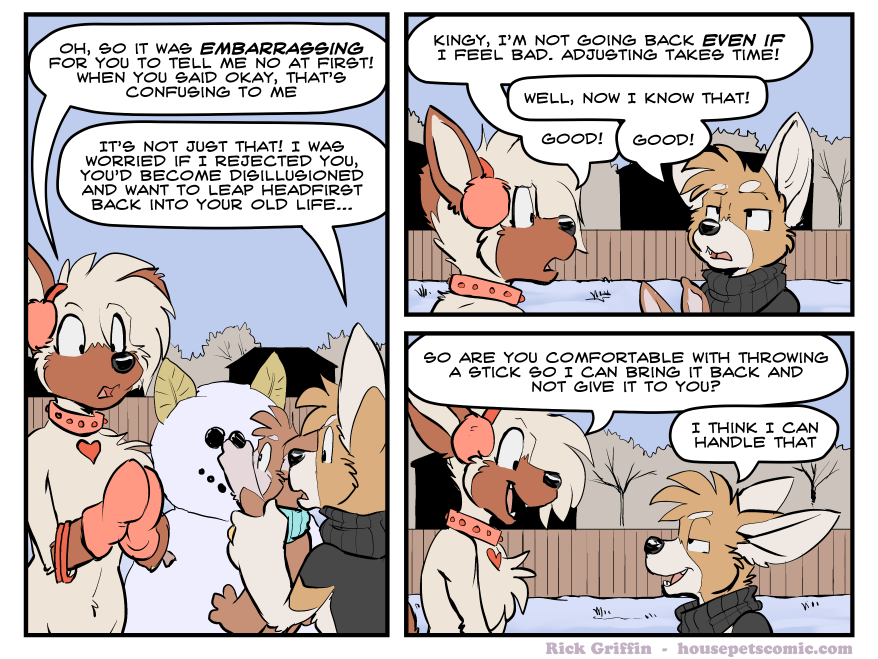 OH, SO IT WAS EMBARRASSING
FOR YOU TO TELL ME NO AT FIRST!
WHEN YOU SAID OKAY, THAT'S
CONFUSING TO ME
IT'S NOT JUST THAT! I WAS
WORRIED IF I REJECTED YOU,
YOU'D BECOME DISILLUSIONED
AND WANT TO LEAP HEADFIRST
BACK INTO YOUR OLD LIFE...
KINGY, I'M NOT GOING BACK EVEN IF
I FEEL BAD. ADJUSTING TAKES TIME!
WELL, NOW I KNOW THAT!
GOOD!
GOOD!
SO ARE YOU COMFORTABLE WITH THROWING
A STICK SO I CAN BRING IT BACK AND
NOT GIVE IT TO YOU?
I THINK I CAN
HANDLE THAT
Rick Griffin - housepetscomic.com